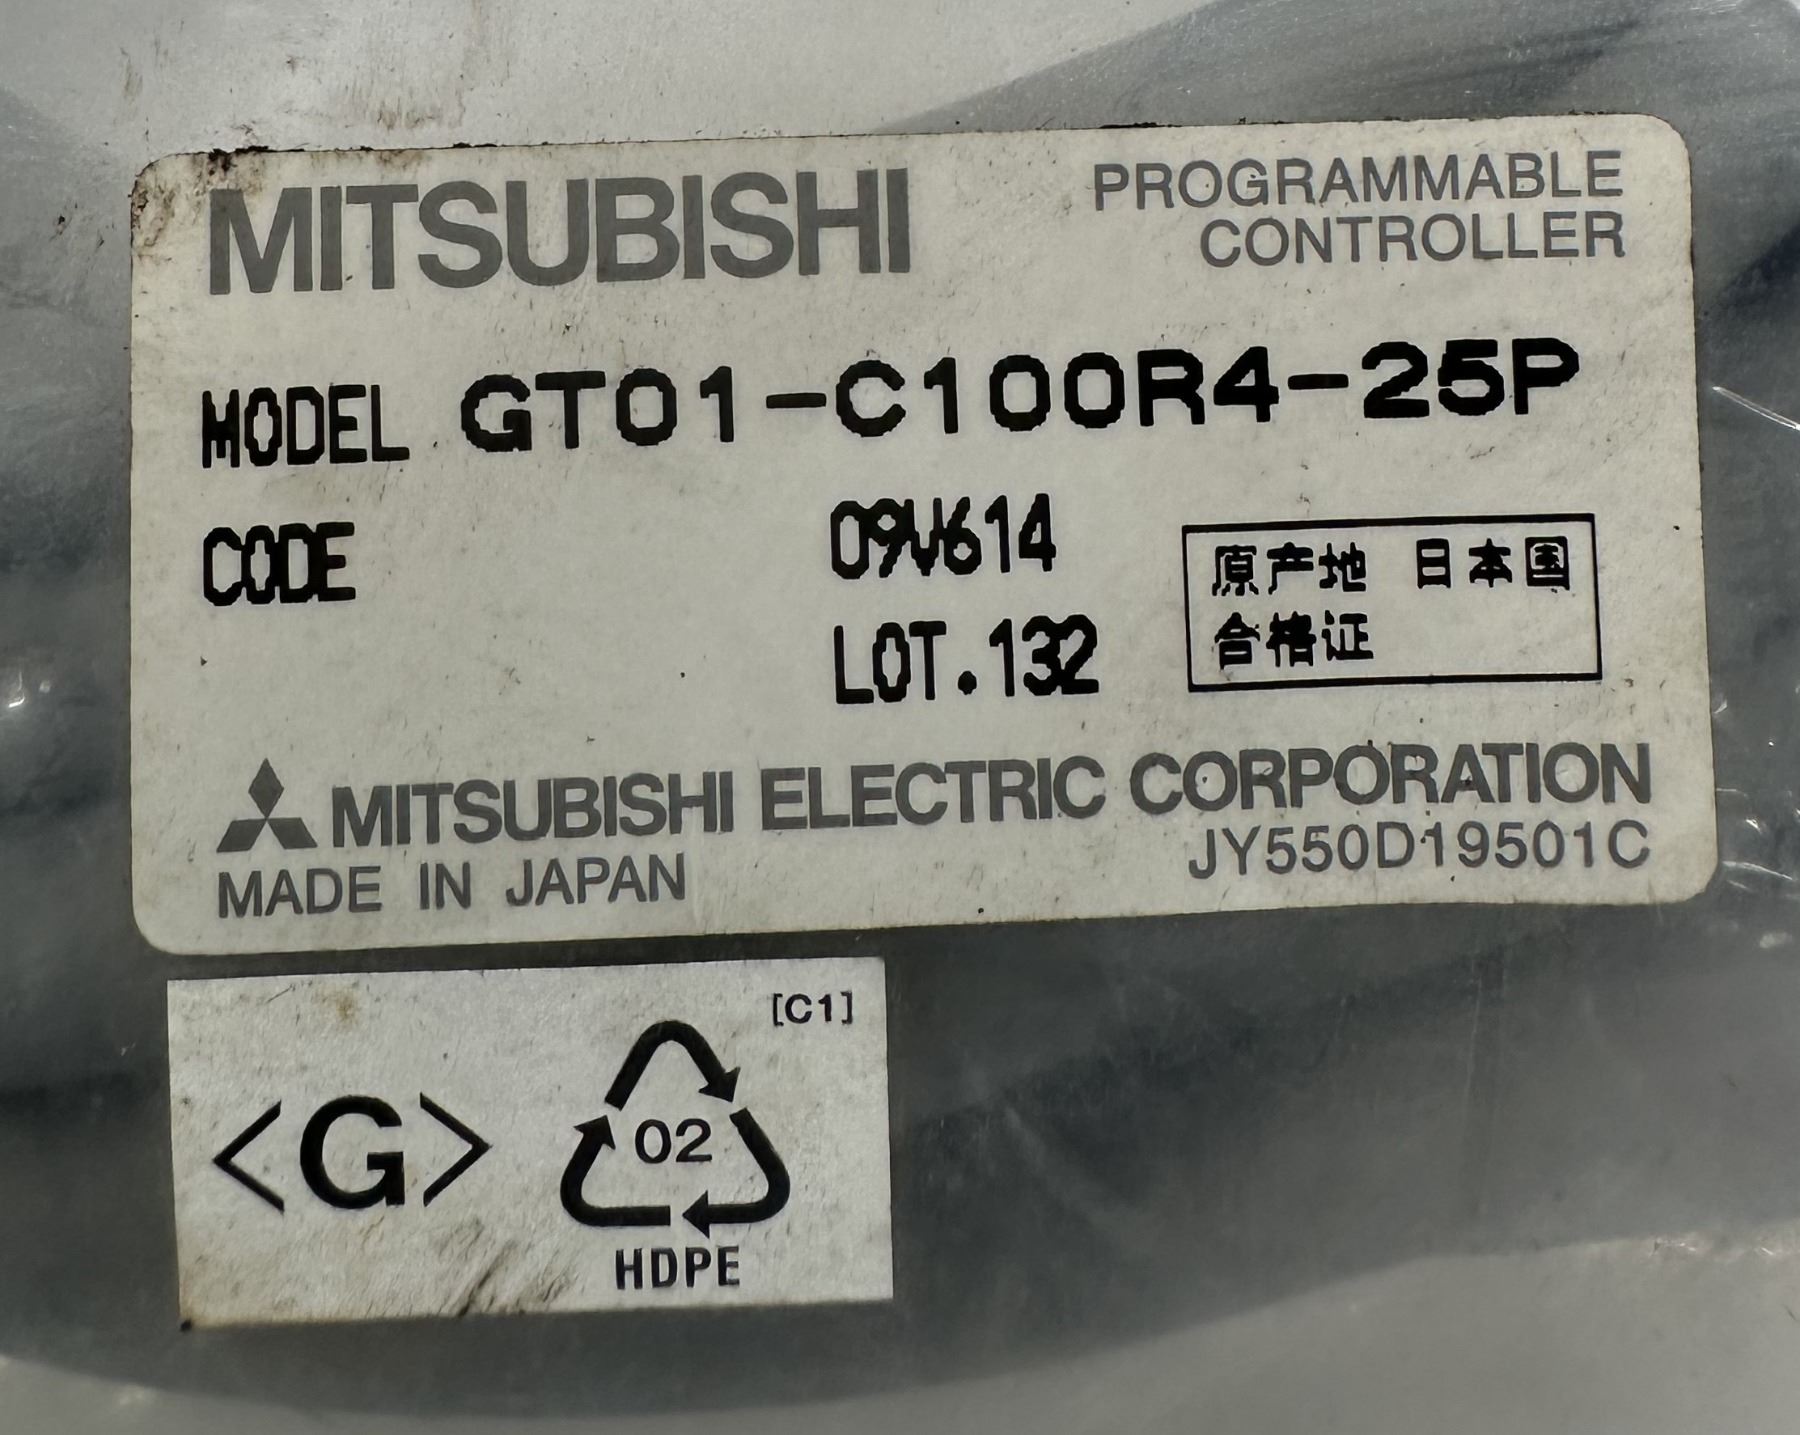 MITSUBISHI
PROGRAMMABLE
CONTROLLER
MODEL GT01-C100R4-25P
CODE 09V614
LOT.132
原产地 日本国
合格证
MITSUBISHI ELECTRIC CORPORATION
MADE IN JAPAN
JY550D19501C
[C1]
<G>
02
HDPE